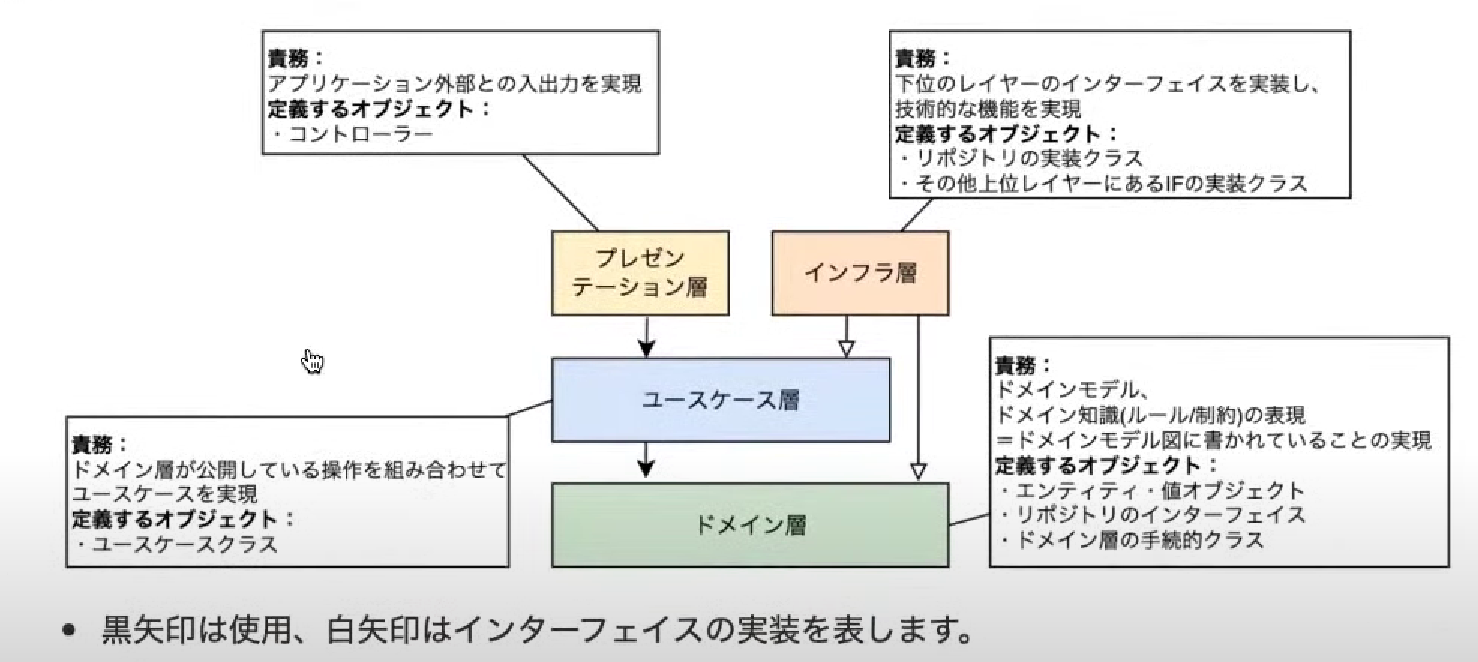 責務：
アプリケーション外部との入出力を実現
定義するオブジェクト：
・コントローラー
責務：
下位のレイヤーのインターフェイスを実装し、
技術的な機能を実現
定義するオブジェクト：
・リポジトリの実装クラス
・その他上位レイヤーにあるIFの実装クラス
プレゼン
テーション層
インフラ層
ユースケース層
ドメイン層
責務：
ドメイン層が公開している操作を組み合わせて
ユースケースを実現
定義するオブジェクト：
・ユースケースクラス
責務：
ドメインモデル、
ドメイン知識(ルール/制約)の表現
＝ドメインモデル図に書かれていることの実現
定義するオブジェクト：
・エンティティ・値オブジェクト
・リポジトリのインターフェイス
・ドメイン層の手続的クラス
• 黒矢印は使用、白矢印はインターフェイスの実装を表します。